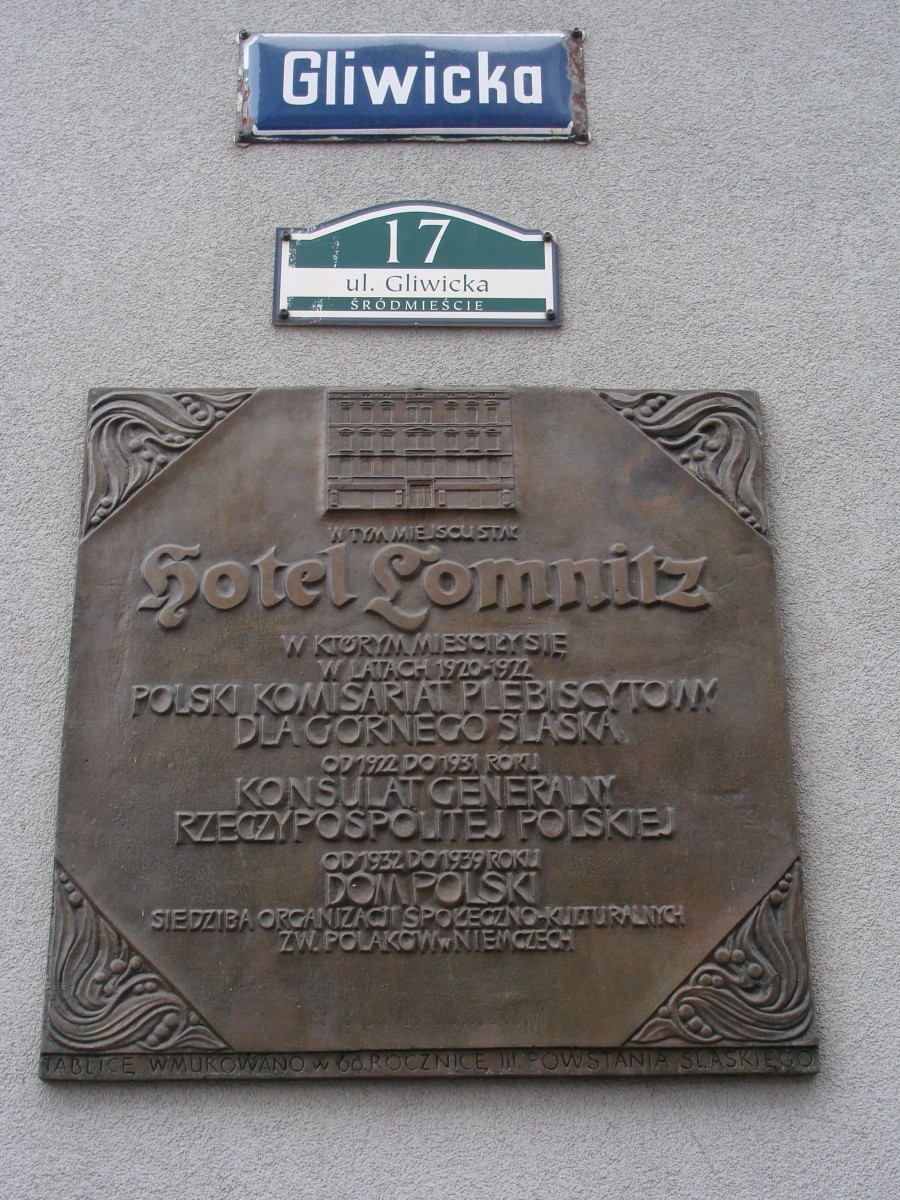 Gliwicka
17
ul. Gliwicka
ŚRÓDMIEŚCIE
W TYM MIEJSCU STAŁ
Hotel Lomnitz
W KTÓRYM MIEŚCIŁY SIĘ
W LATACH 1920-1922
POLSKI KOMISARIAT PLEBISCYTOWY
DLA GÓRNEGO ŚLĄSKA
OD 1922 DO 1931 ROKU
KONSULAT GENERALNY
RZECZYPOSPOLITEJ POLSKIEJ
OD 1932 DO 1939 ROKU
DOM POLSKI
SIEDZIBA ORGANIZACJI SPOŁECZNO-KULTURALNYCH
ZW. POLAKÓW w NIEMCZECH
TABLICĘ WMUROWANO w 60. ROCZNICĘ III POWSTANIA ŚLĄSKIEGO